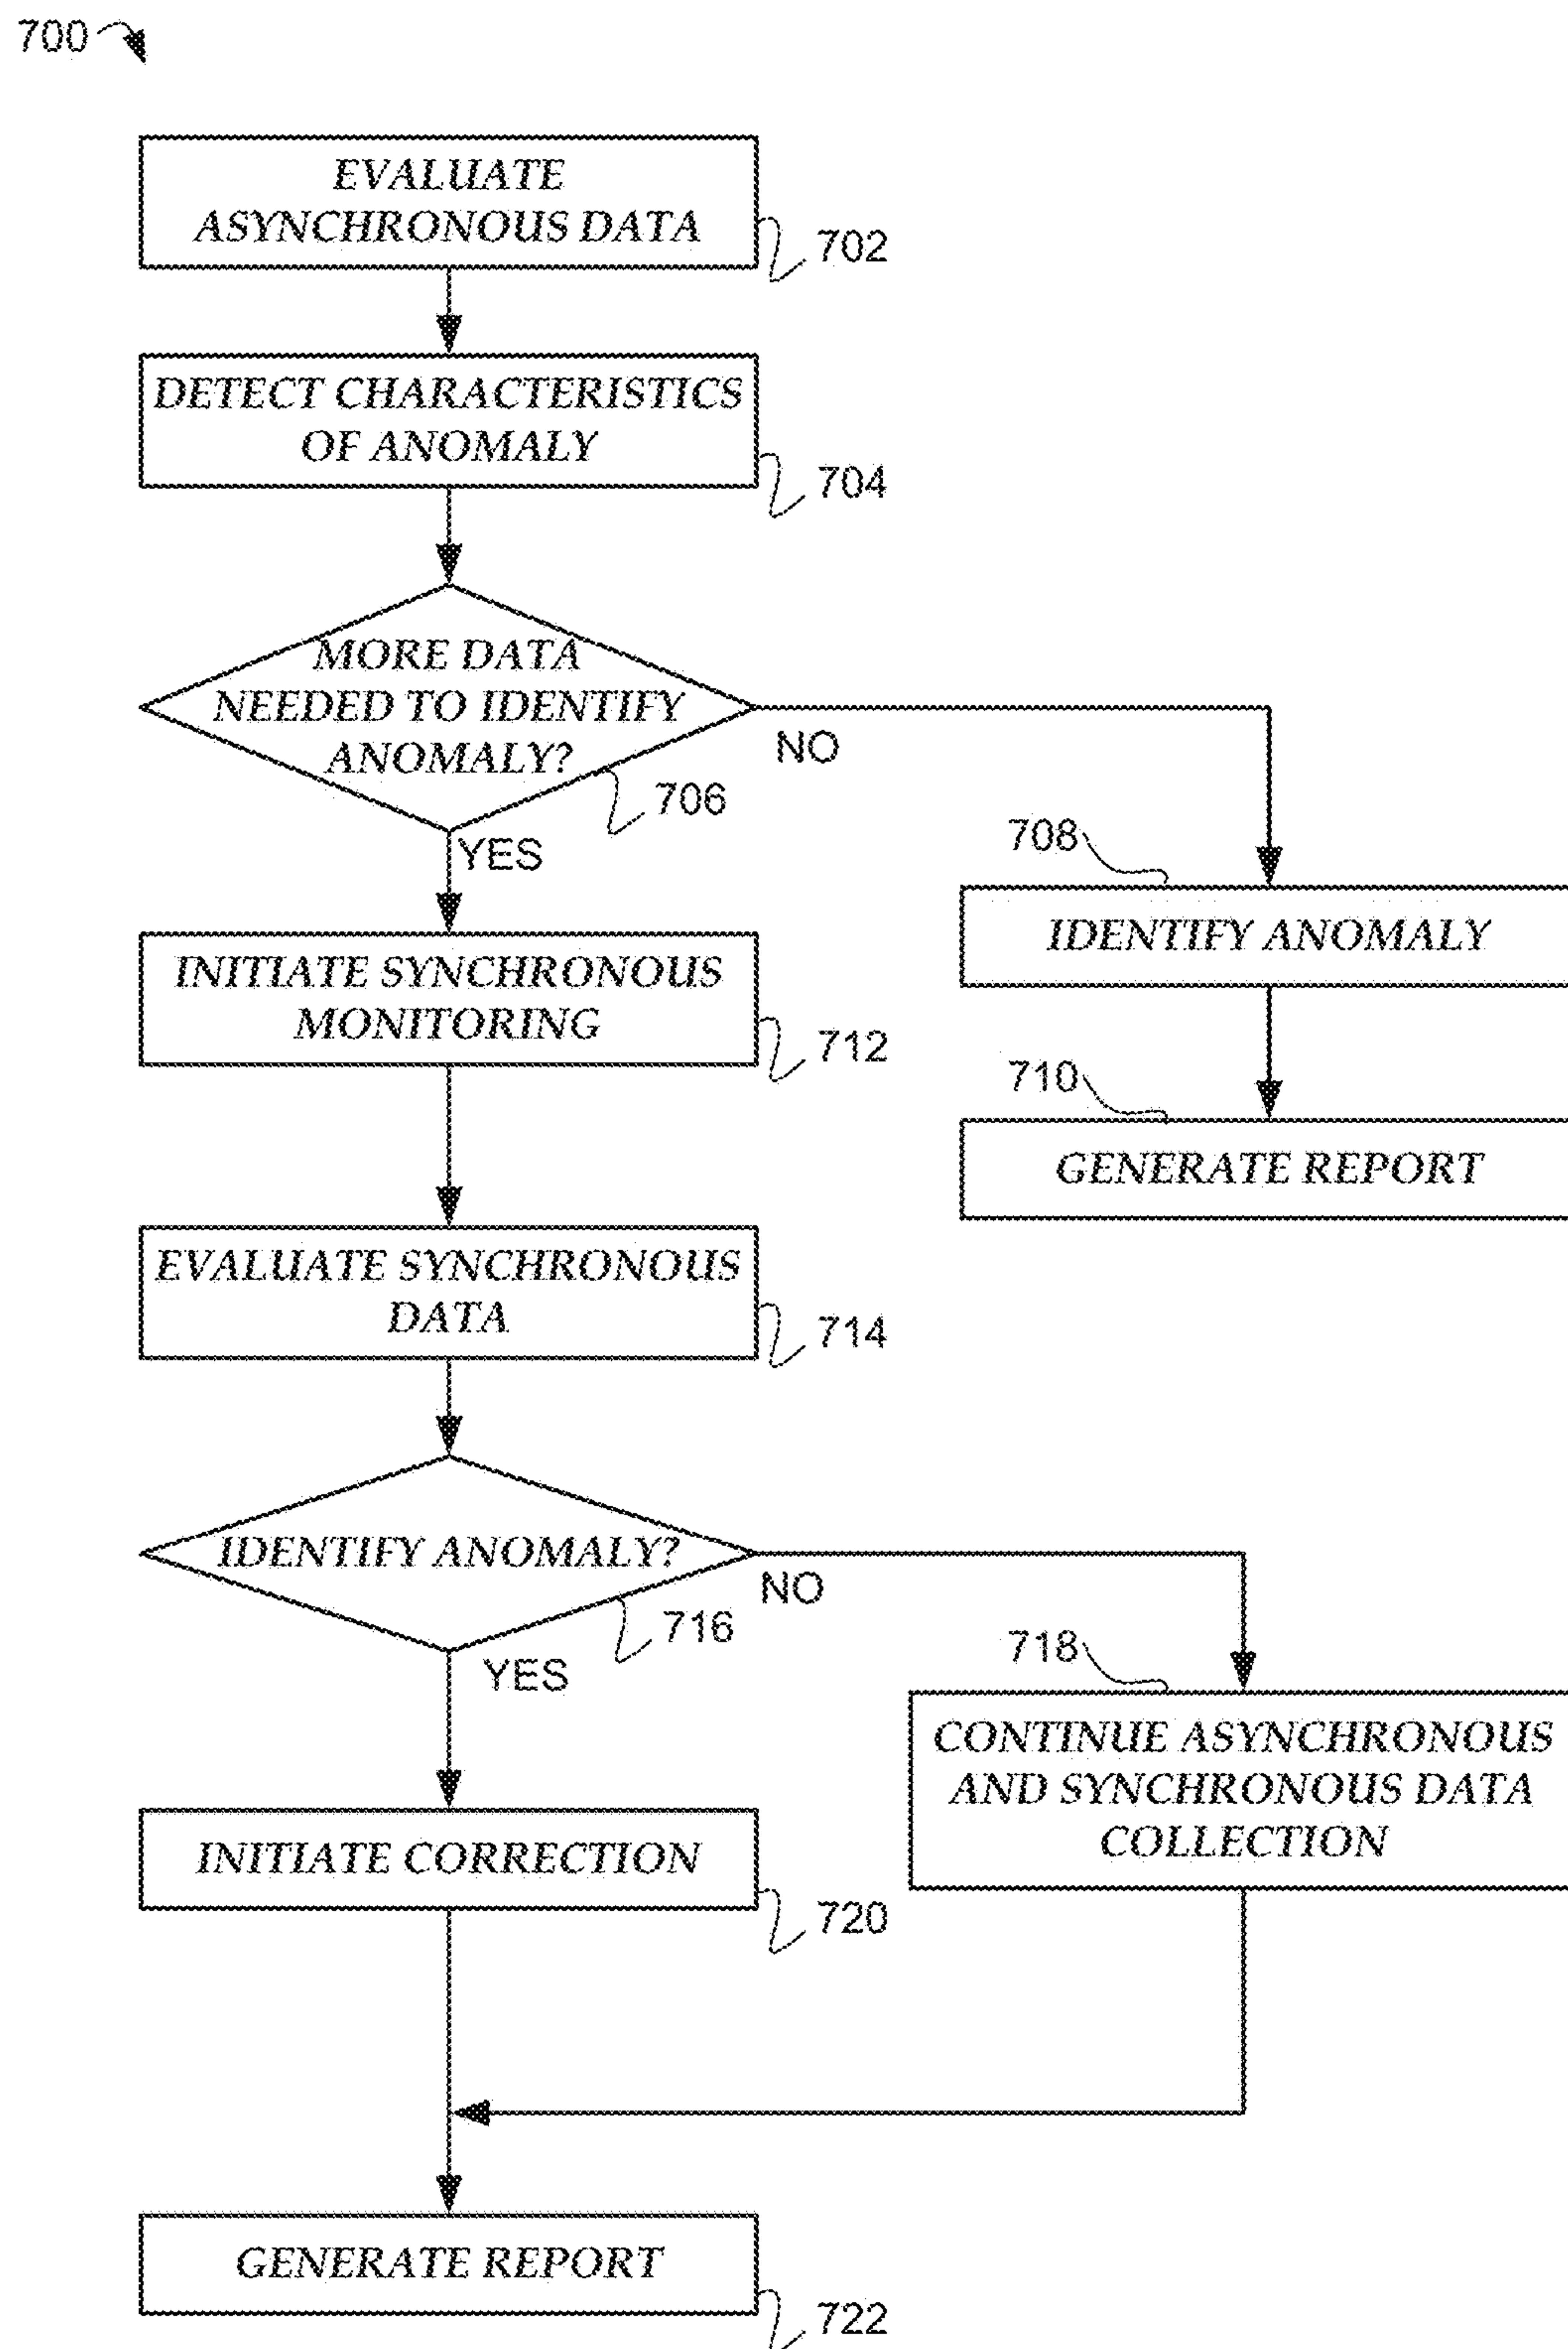 700
EVALUATE
ASYNCHRONOUS DATA
702
DETECT CHARACTERISTICS
OF ANOMALY
704
MORE DATA
NEEDED TO IDENTIFY
ANOMALY?
706
NO
YES
708
IDENTIFY ANOMALY
710
GENERATE REPORT
INITIATE SYNCHRONOUS
MONITORING
712
EVALUATE SYNCHRONOUS
DATA
714
IDENTIFY ANOMALY?
716
NO
YES
718
CONTINUE ASYNCHRONOUS
AND SYNCHRONOUS DATA
COLLECTION
INITIATE CORRECTION
720
GENERATE REPORT
722